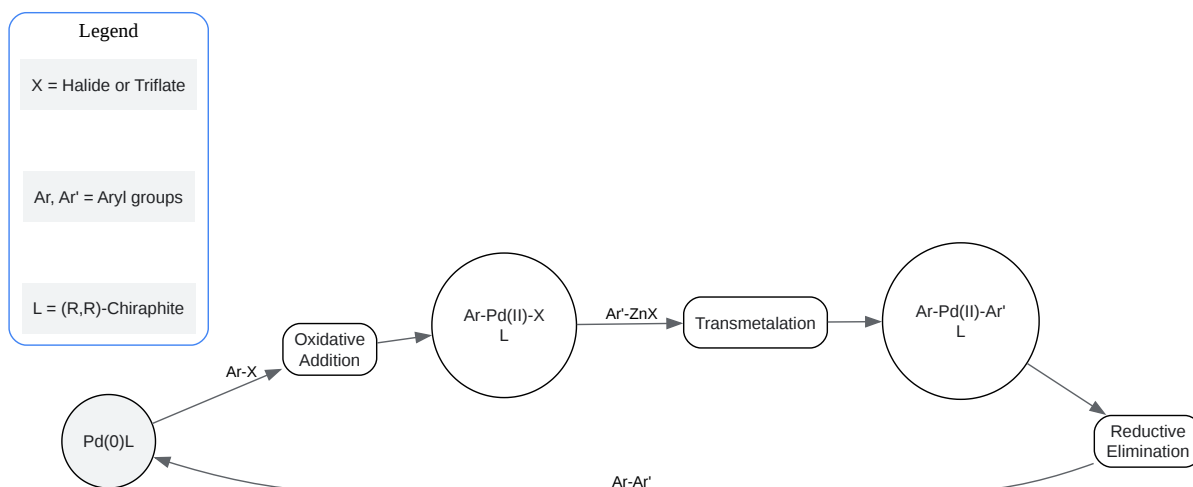 Legend
X = Halide or Triflate
Ar, Ar' = Aryl groups
L = (R,R)-Chiraphite
Pd(0)L
Ar-X
Oxidative
Addition
Ar-Pd(II)-X
L
Ar'-ZnX
Transmetalation
Ar-Pd(II)-Ar'
L
Reductive
Elimination
Ar-Ar'